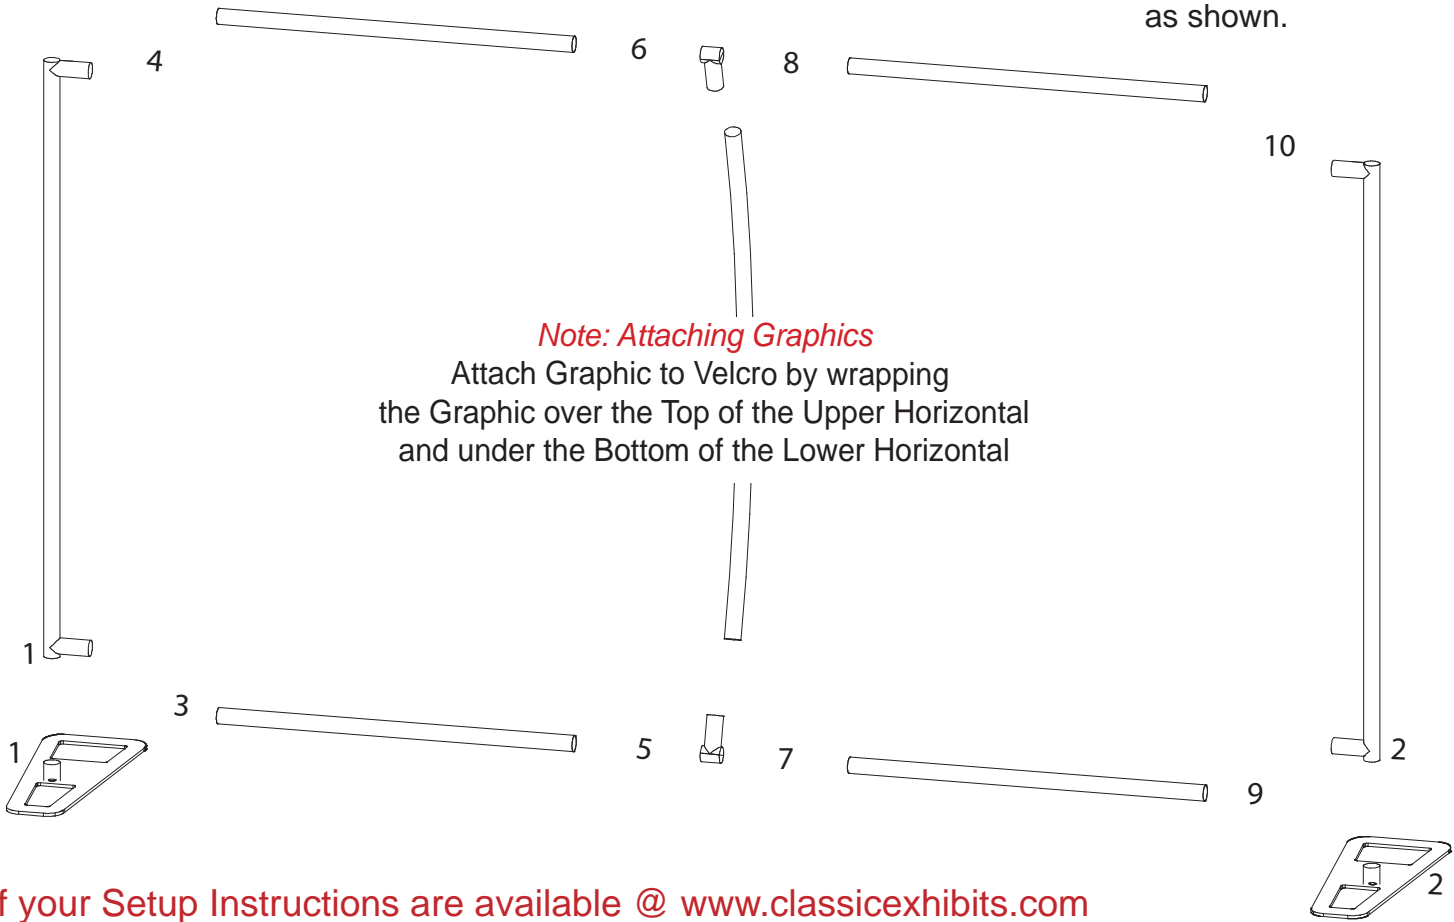 as shown.
4
6
8
10
Note: Attaching Graphics
Attach Graphic to Velcro by wrapping
the Graphic over the Top of the Upper Horizontal
and under the Bottom of the Lower Horizontal
1
3
1
5
7
2
9
2
f your Setup Instructions are available @ www.classicexhibits.com